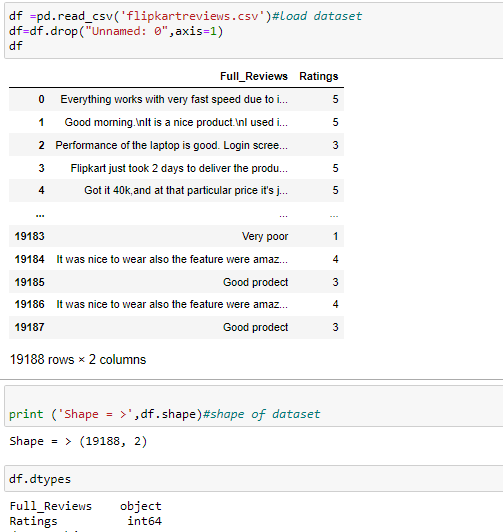 df =pd.read_csv('flipkartreviews.csv')#load dataset
df=df.drop("Unnamed: 0",axis=1)
df
Full_Reviews Ratings
0 Everything works with very fast speed due to i... 5
1 Good morning.\nIt is a nice product.\nI used i... 5
2 Performance of the laptop is good. Login scree... 3
3 Flipkart just took 2 days to deliver the produ... 5
4 Got it 40k,and at that particular price it's j... 5
... ... ...
19183 Very poor 1
19184 It was nice to wear also the feature were amaz... 4
19185 Good prodect 3
19186 It was nice to wear also the feature were amaz... 4
19187 Good prodect 3
19188 rows × 2 columns
print ('Shape = >',df.shape)#shape of dataset
Shape = > (19188, 2)
df.dtypes
Full_Reviews object
Ratings int64